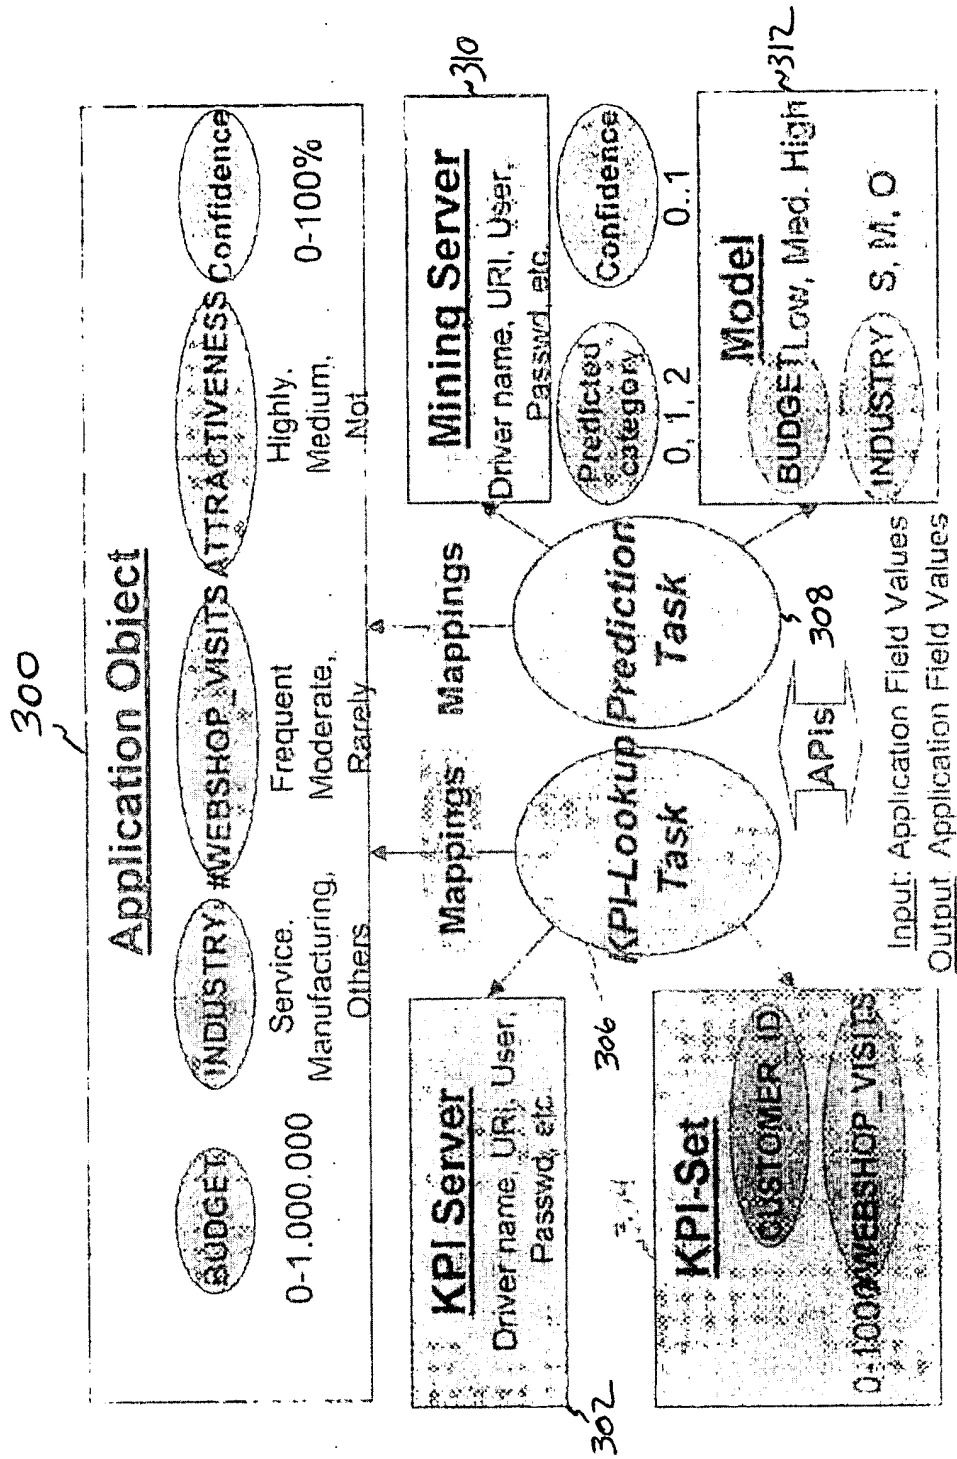 300
Application Object
BUDGET
INDUSTRY
#WEBSHOP_VISITS
ATTRACTIVENESS
Confidence
0-1.000.000
Service,
Manufacturing,
Others
Frequent
Moderate,
Rarely
Highly,
Medium,
Not
0-100%
KPI Server
Driver name, URI, User,
Passwd, etc.
302
Mappings
Mappings
Mining Server
Driver name, URI, User,
Passwd, etc.
310
KPI-Lookup
Task
306
Prediction
Task
308
Predicted
category
0, 1, 2
Confidence
0..1
KPI-Set
CUSTOMER_ID
#WEBSHOP_VISITS
APIs
Input: Application Field Values
Output: Application Field Values
Model
BUDGET
Low, Med. High
INDUSTRY
S, M, O
312